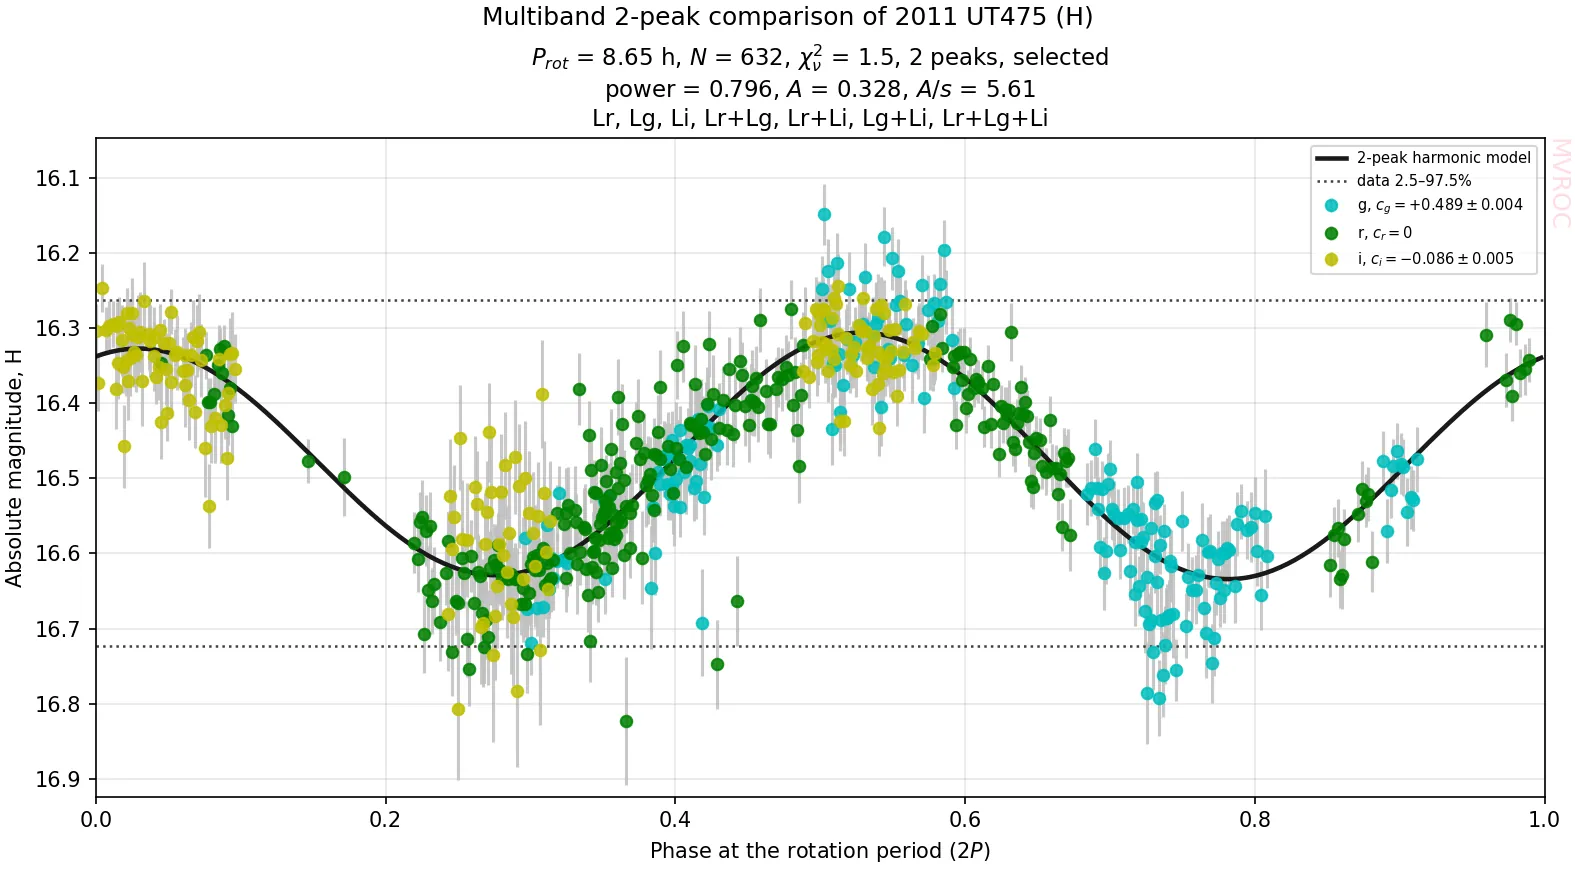 Multiband 2-peak comparison of 2011 UT475 (H)
P_rot = 8.65 h, N = 632, χ²_ν = 1.5, 2 peaks, selected
power = 0.796, A = 0.328, A/s = 5.61
Lr, Lg, Li, Lr+Lg, Lr+Li, Lg+Li, Lr+Lg+Li
2-peak harmonic model
data 2.5–97.5%
g, c_g = +0.489 ± 0.004
r, c_r = 0
i, c_i = −0.086 ± 0.005
MVROC
Absolute magnitude, H
16.1
16.2
16.3
16.4
16.5
16.6
16.7
16.8
16.9
0.0 0.2 0.4 0.6 0.8 1.0
Phase at the rotation period (2P)